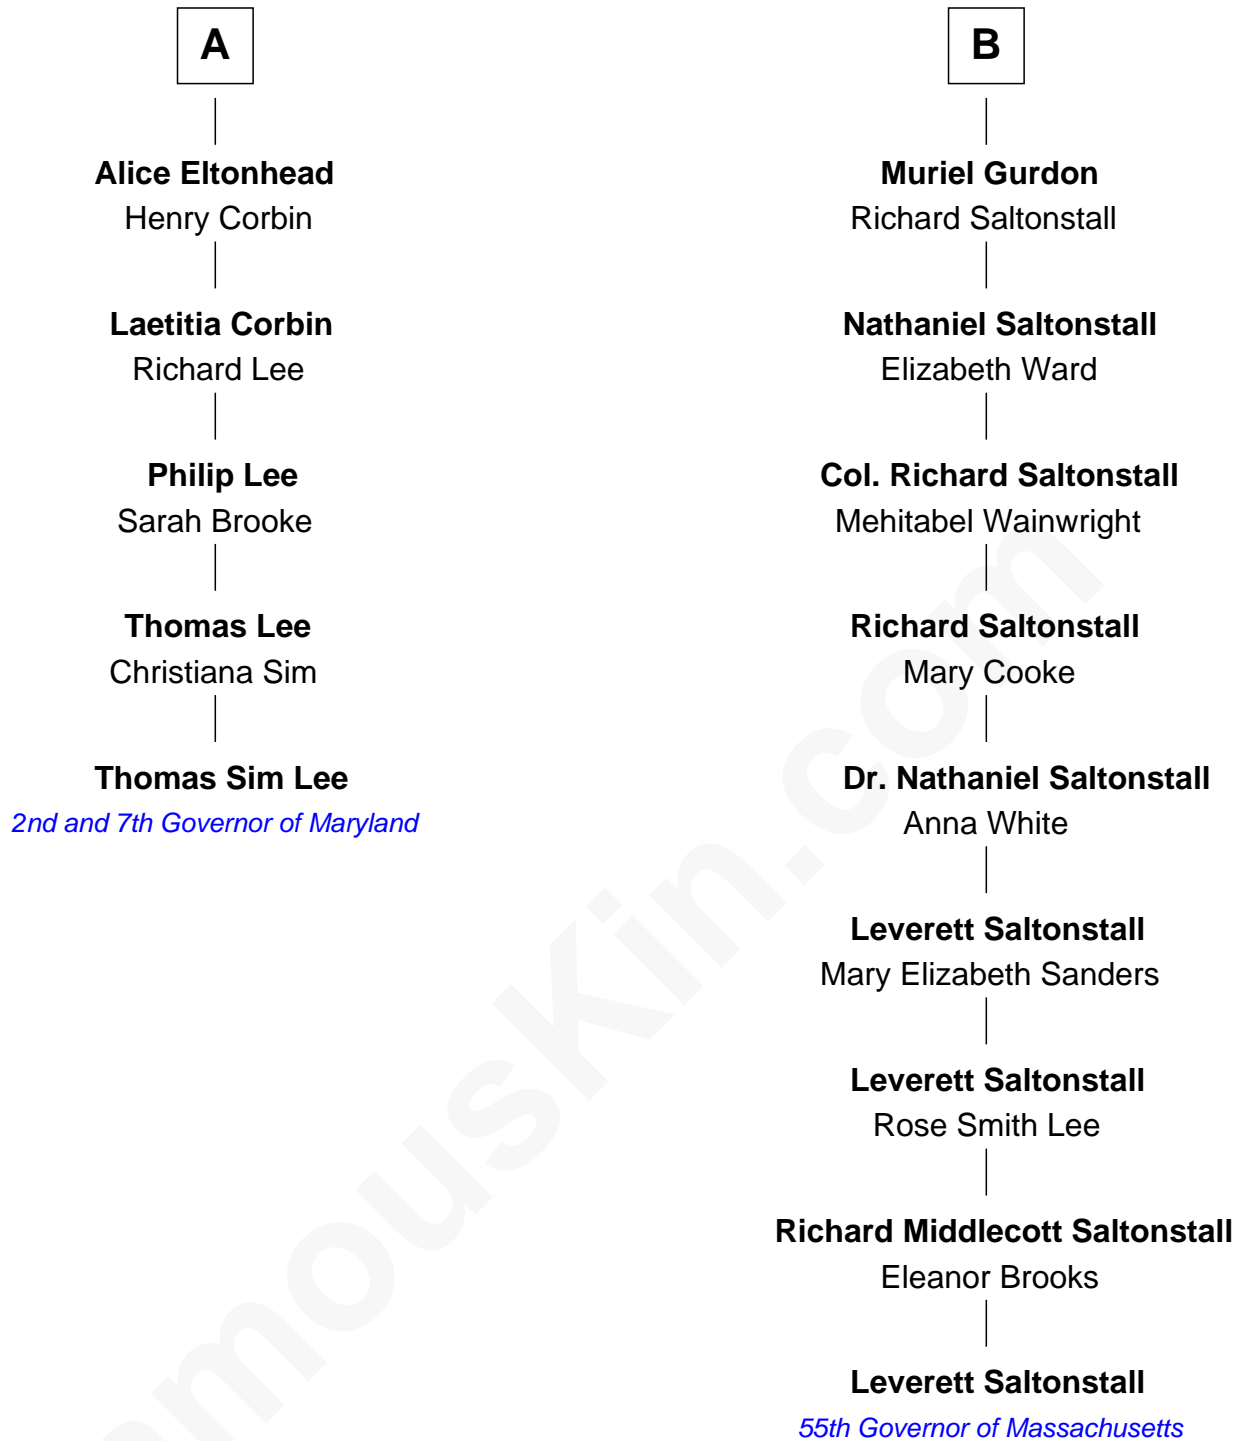 A
Alice Eltonhead
Henry Corbin
Laetitia Corbin
Richard Lee
Philip Lee
Sarah Brooke
Thomas Lee
Christiana Sim
Thomas Sim Lee
2nd and 7th Governor of Maryland
B
Muriel Gurdon
Richard Saltonstall
Nathaniel Saltonstall
Elizabeth Ward
Col. Richard Saltonstall
Mehitabel Wainwright
Richard Saltonstall
Mary Cooke
Dr. Nathaniel Saltonstall
Anna White
Leverett Saltonstall
Mary Elizabeth Sanders
Leverett Saltonstall
Rose Smith Lee
Richard Middlecott Saltonstall
Eleanor Brooks
Leverett Saltonstall
55th Governor of Massachusetts
amouskin.com